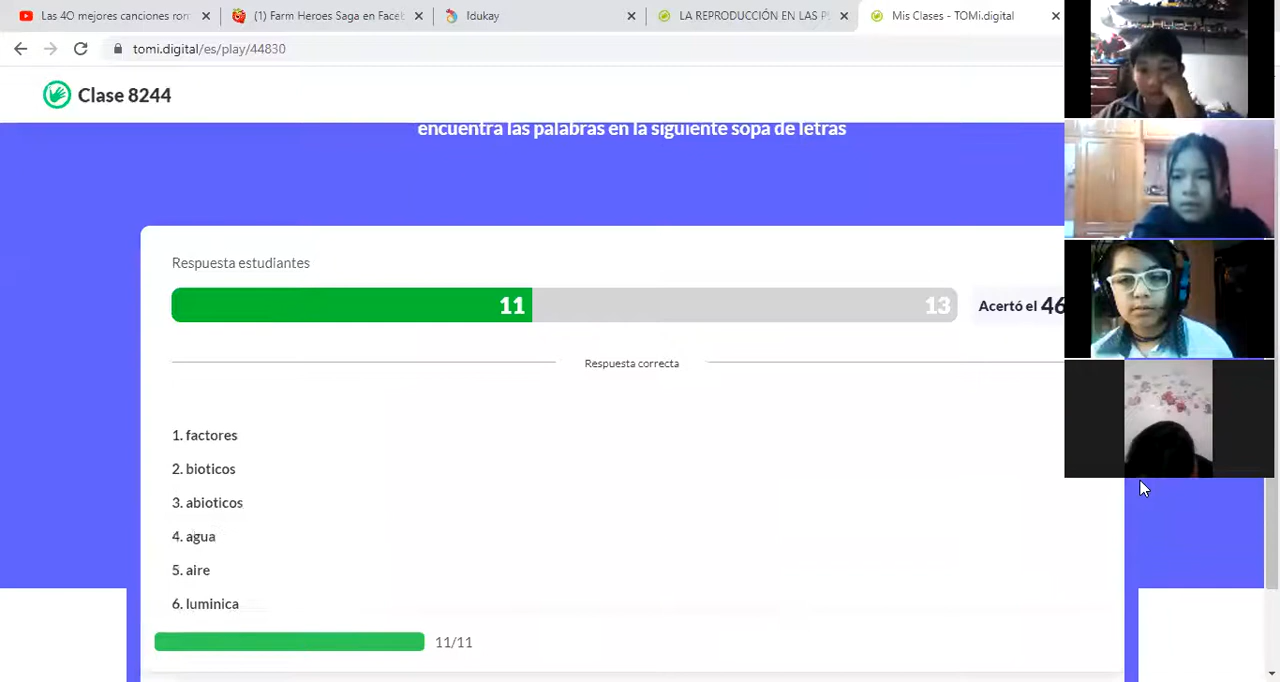 Las 4O mejores canciones rom
(1) Farm Heroes Saga en Faceb
Idukay
LA REPRODUCCIÓN EN LAS P
Mis Clases - TOMi.digital
tomi.digital/es/play/44830
Clase 8244
encuentra las palabras en la siguiente sopa de letras
Respuesta estudiantes
11
13
Acertó el 46
Respuesta correcta
1. factores
2. bioticos
3. abioticos
4. agua
5. aire
6. luminica
11/11